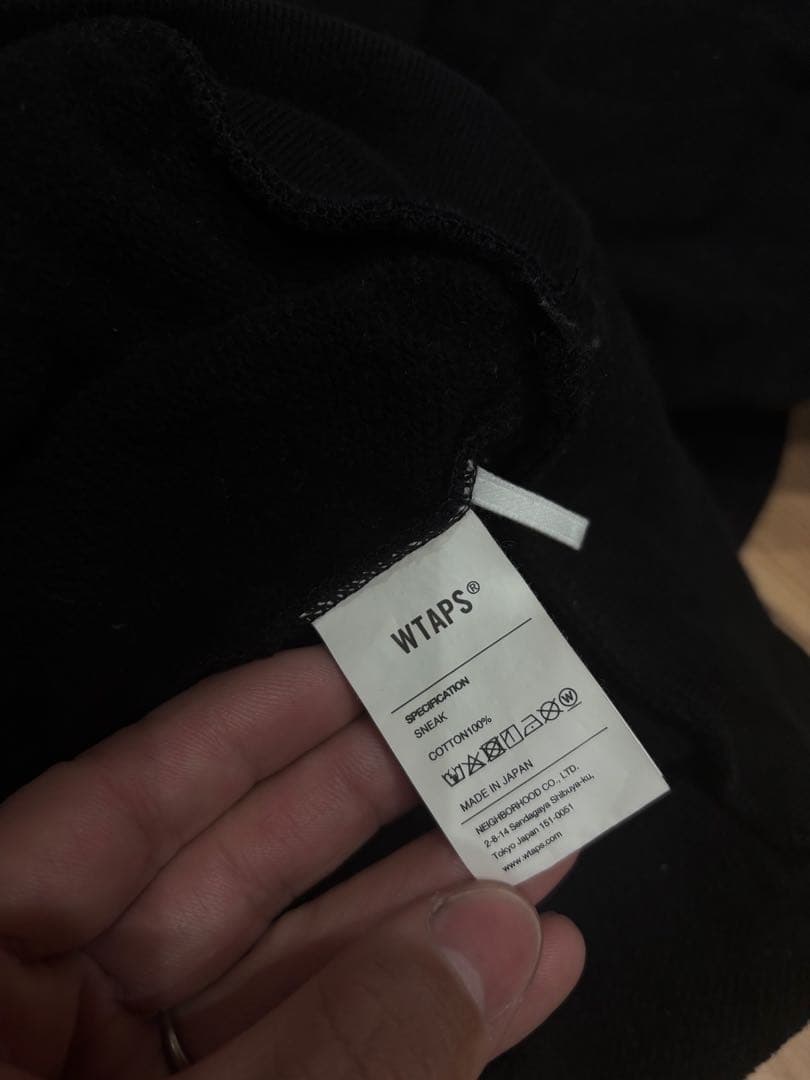 WTAPS®
SPECIFICATION
SNEAK
COTTON100%
W
MADE IN JAPAN
NEIGHBORHOOD CO., LTD.
2-8-14 Sendagaya Shibuya-ku,
Tokyo Japan 151-0051
www.wtaps.com